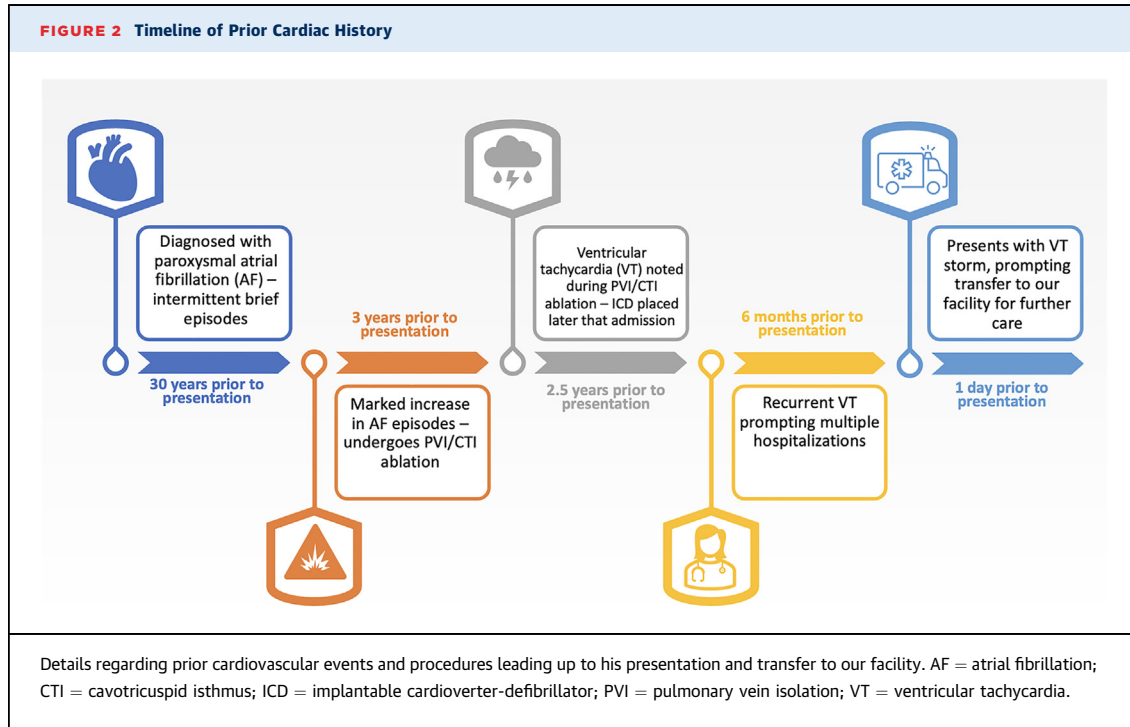 FIGURE 2 Timeline of Prior Cardiac History
Diagnosed with
paroxysmal atrial
fibrillation (AF) –
intermittent brief
episodes
30 years prior to
presentation
3 years prior to
presentation
Marked increase
in AF episodes –
undergoes PVI/CTI
ablation
Ventricular
tachycardia (VT) noted
during PVI/CTI
ablation – ICD placed
later that admission
2.5 years prior to
presentation
6 months prior to
presentation
Recurrent VT
prompting multiple
hospitalizations
Presents with VT
storm, prompting
transfer to our
facility for further
care
1 day prior to
presentation
Details regarding prior cardiovascular events and procedures leading up to his presentation and transfer to our facility. AF = atrial fibrillation;
CTI = cavotricuspid isthmus; ICD = implantable cardioverter-defibrillator; PVI = pulmonary vein isolation; VT = ventricular tachycardia.